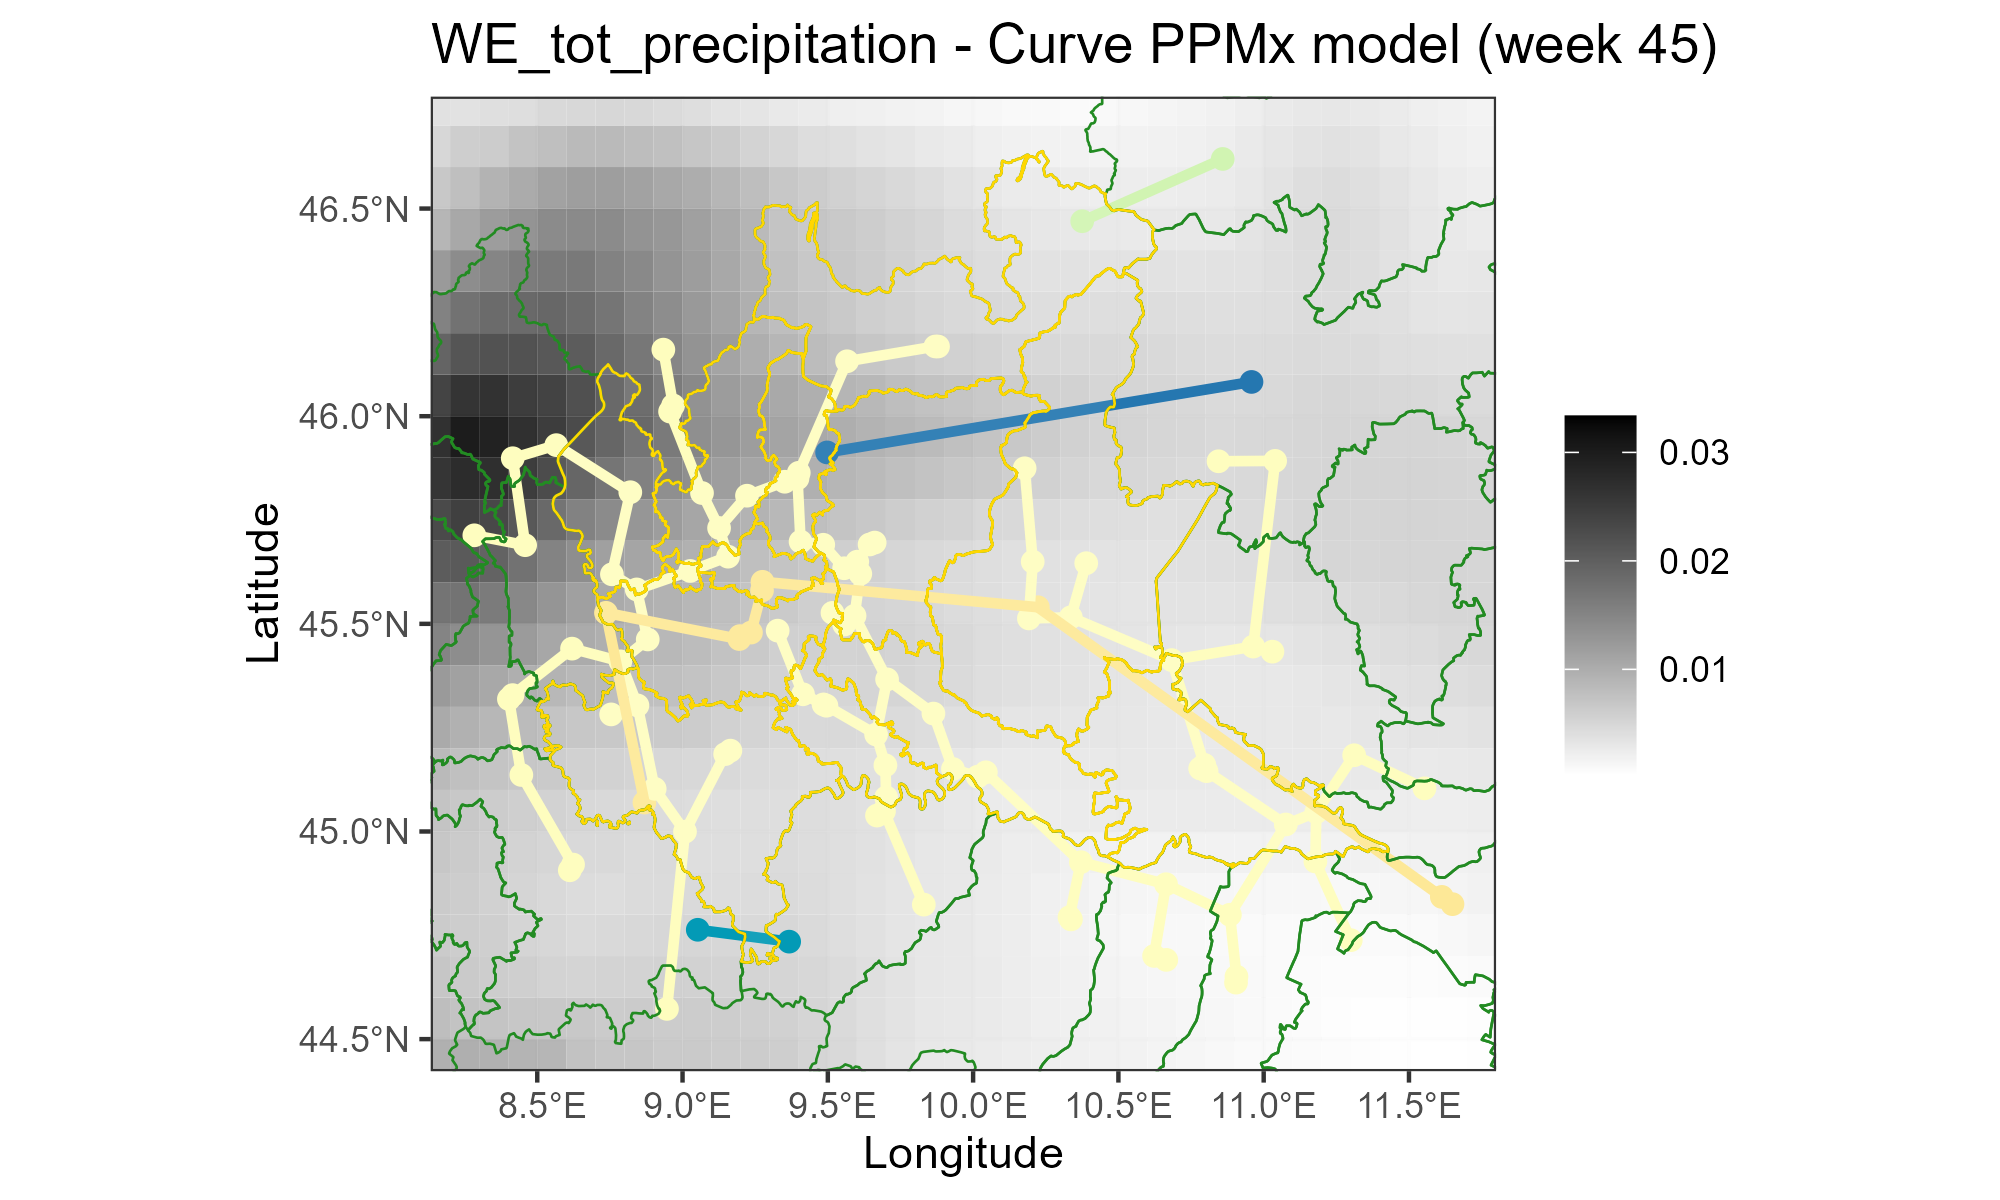 WE_tot_precipitation - Curve PPMx model (week 45)
46.5°N
46.0°N
45.5°N
45.0°N
44.5°N
Latitude
8.5°E 9.0°E 9.5°E 10.0°E 10.5°E 11.0°E 11.5°E
Longitude
0.03
0.02
0.01